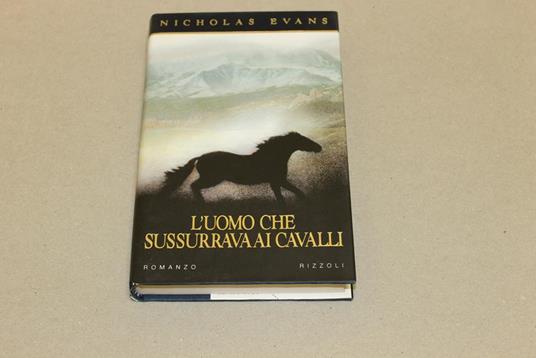 NICHOLAS EVANS
L'UOMO CHE
SUSSURRAVA AI CAVALLI
ROMANZO RIZZOLI